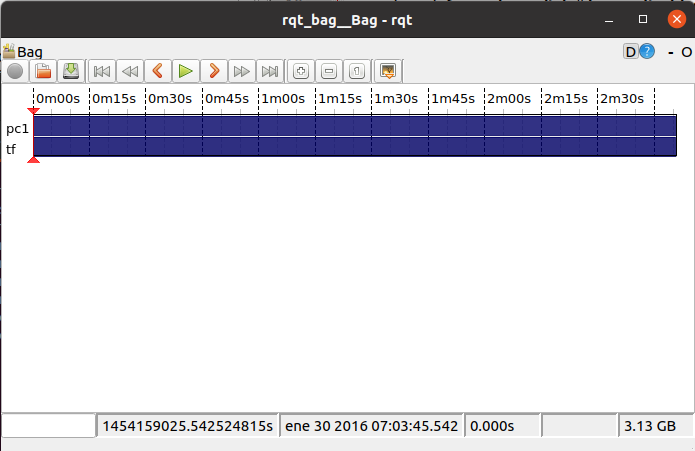 rqt_bag__Bag - rqt
Bag
D ? - O
0m00s 0m15s 0m30s 0m45s 1m00s 1m15s 1m30s 1m45s 2m00s 2m15s 2m30s
pc1
tf
1454159025.542524815s ene 30 2016 07:03:45.542 0.000s 3.13 GB